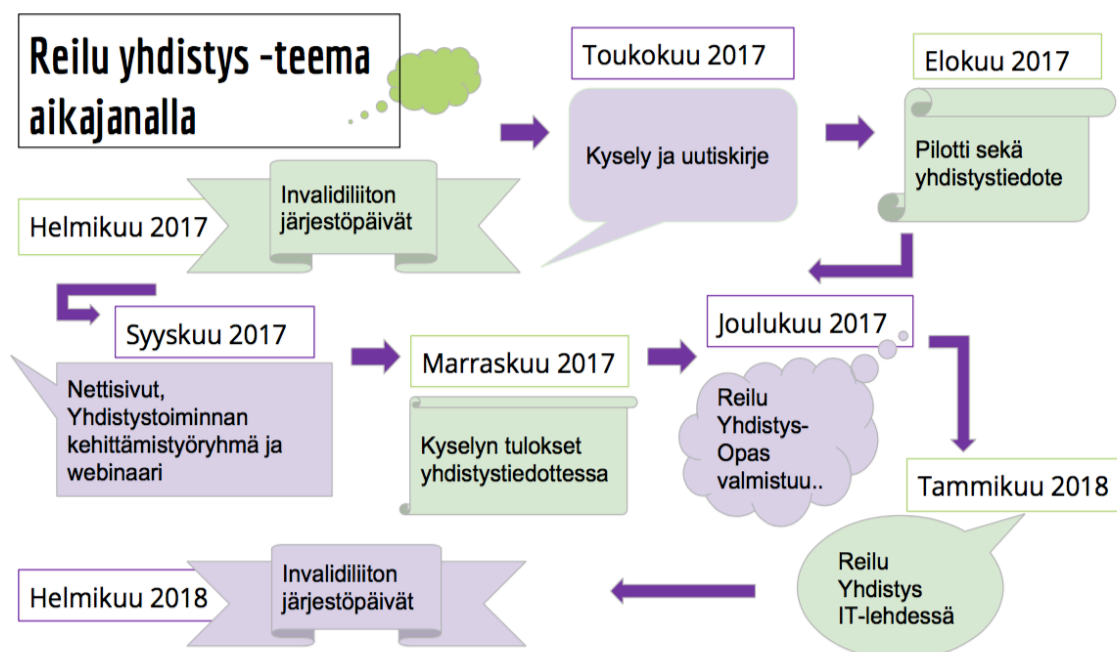 Reilu yhdistys -teema
aikajanalla
Helmikuu 2017
Invalidiliiton
järjestöpäivät
Toukokuu 2017
Kysely ja uutiskirje
Elokuu 2017
Pilotti sekä
yhdistystiedote
Syyskuu 2017
Nettisivut,
Yhdistystoiminnan
kehittämistyöryhmä ja
webinaari
Marraskuu 2017
Kyselyn tulokset
yhdistystiedottessa
Joulukuu 2017
Reilu
Yhdistys-
Opas
valmistuu..
Tammikuu 2018
Reilu
Yhdistys
IT-lehdessä
Helmikuu 2018
Invalidiliiton
järjestöpäivät